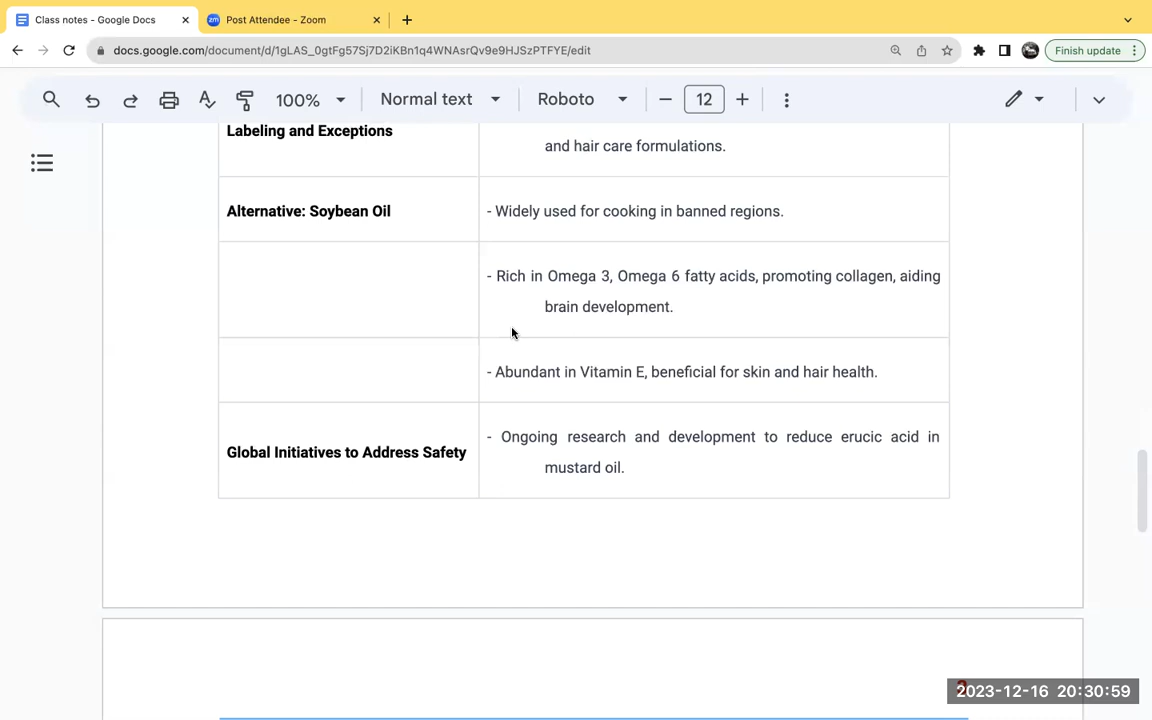 Class notes - Google Docs
zm Post Attendee - Zoom
docs.google.com/document/d/1gLAS_0gtFg57Sj7D2iKBn1q4WNAsrQv9e9HJSzPTFYE/edit
Finish update
100% Normal text Roboto 12
Labeling and Exceptions
and hair care formulations.
Alternative: Soybean Oil
- Widely used for cooking in banned regions.
- Rich in Omega 3, Omega 6 fatty acids, promoting collagen, aiding
brain development.
- Abundant in Vitamin E, beneficial for skin and hair health.
Global Initiatives to Address Safety
- Ongoing research and development to reduce erucic acid in
mustard oil.
2023-12-16 20:30:59